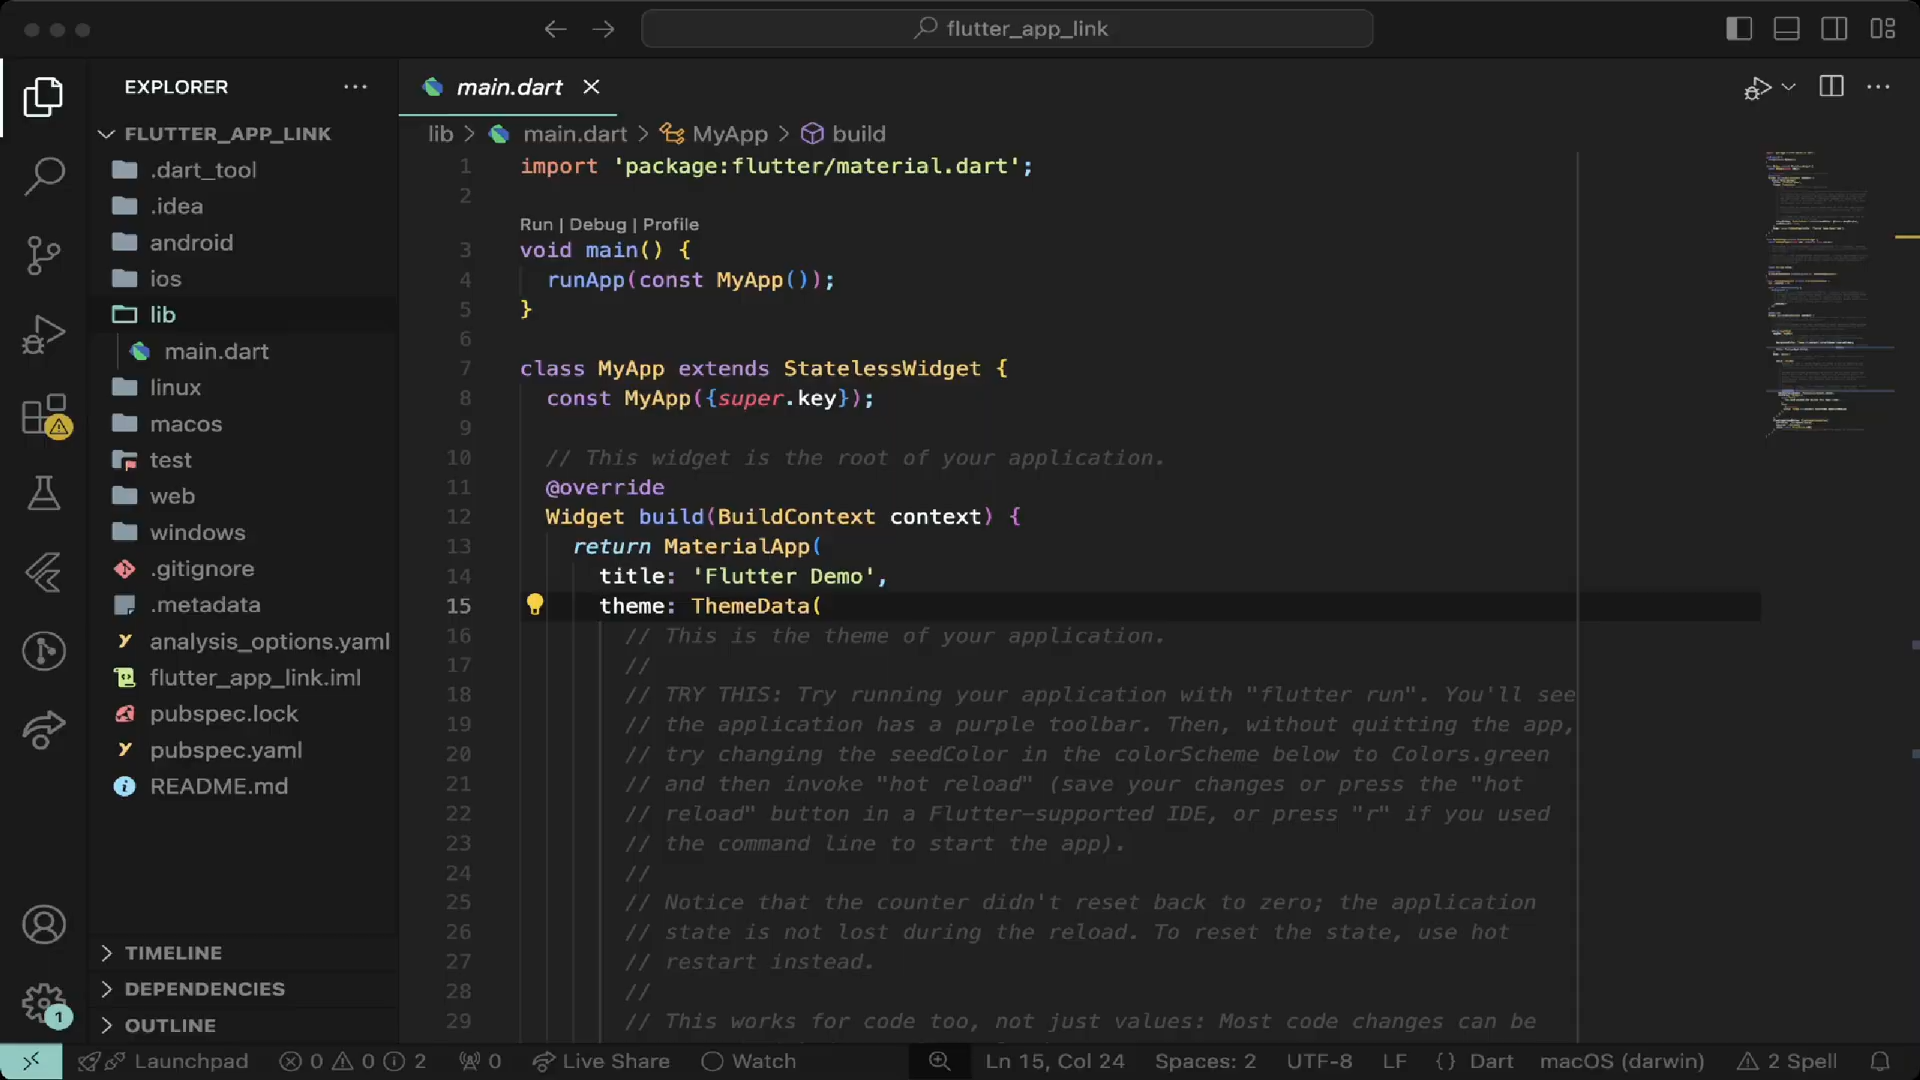 flutter_app_link
EXPLORER
FLUTTER_APP_LINK
.dart_tool
.idea
android
ios
lib
main.dart
linux
macos
test
web
windows
.gitignore
.metadata
analysis_options.yaml
flutter_app_link.iml
pubspec.lock
pubspec.yaml
README.md
TIMELINE
DEPENDENCIES
OUTLINE
main.dart
lib > main.dart > MyApp > build
1 import 'package:flutter/material.dart';
2
Run | Debug | Profile
3 void main() {
4 runApp(const MyApp());
5 }
6
7 class MyApp extends StatelessWidget {
8 const MyApp({super.key});
9
10 // This widget is the root of your application.
11 @override
12 Widget build(BuildContext context) {
13 return MaterialApp(
14 title: 'Flutter Demo',
15 theme: ThemeData(
16 // This is the theme of your application.
17 //
18 // TRY THIS: Try running your application with "flutter run". You'll see
19 // the application has a purple toolbar. Then, without quitting the app,
20 // try changing the seedColor in the colorScheme below to Colors.green
21 // and then invoke "hot reload" (save your changes or press the "hot
22 // reload" button in a Flutter-supported IDE, or press "r" if you used
23 // the command line to start the app).
24 //
25 // Notice that the counter didn't reset back to zero; the application
26 // state is not lost during the reload. To reset the state, use hot
27 // restart instead.
28 //
29 // This works for code too, not just values: Most code changes can be
1
Launchpad 0 0 2 0 Live Share Watch Ln 15, Col 24 Spaces: 2 UTF-8 LF {} Dart macOS (darwin) 2 Spell